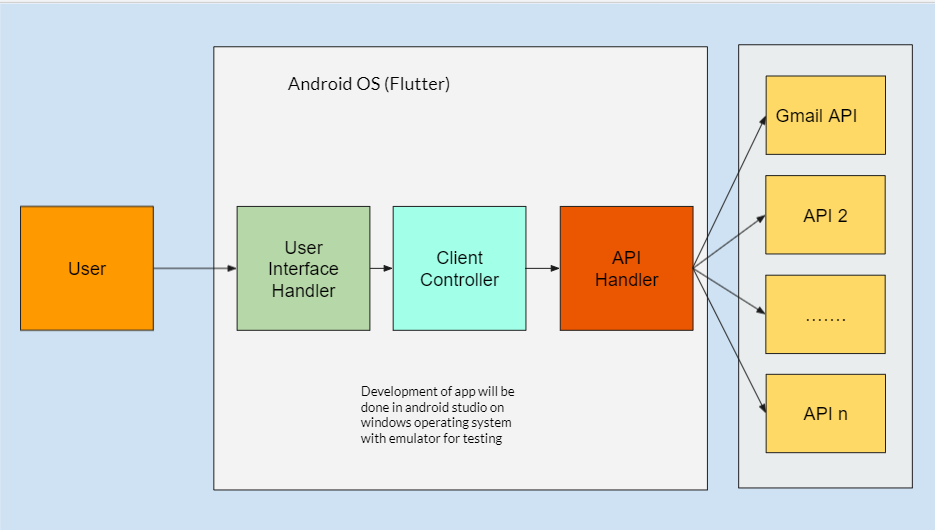 Android OS (Flutter)
User
User
Interface
Handler
Client
Controller
API
Handler
Gmail API
API 2
.......
API n
Development of app will be
done in android studio on
windows operating system
with emulator for testing